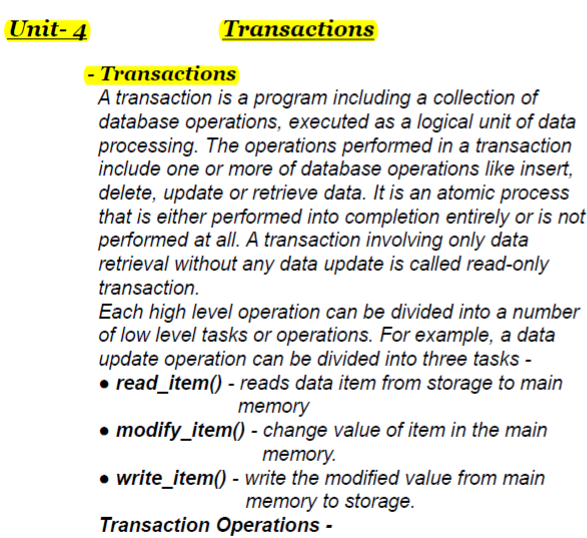 Unit- 4 Transactions
- Transactions
A transaction is a program including a collection of
database operations, executed as a logical unit of data
processing. The operations performed in a transaction
include one or more of database operations like insert,
delete, update or retrieve data. It is an atomic process
that is either performed into completion entirely or is not
performed at all. A transaction involving only data
retrieval without any data update is called read-only
transaction.
Each high level operation can be divided into a number
of low level tasks or operations. For example, a data
update operation can be divided into three tasks -
● read_item() - reads data item from storage to main
memory
● modify_item() - change value of item in the main
memory.
● write_item() - write the modified value from main
memory to storage.
Transaction Operations -